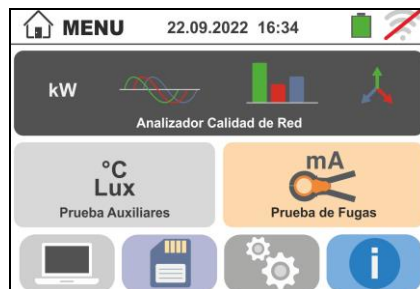 MENU 22.09.2022 16:34
kW
Analizador Calidad de Red
°C
Lux
Prueba Auxiliares
mA
Prueba de Fugas
i